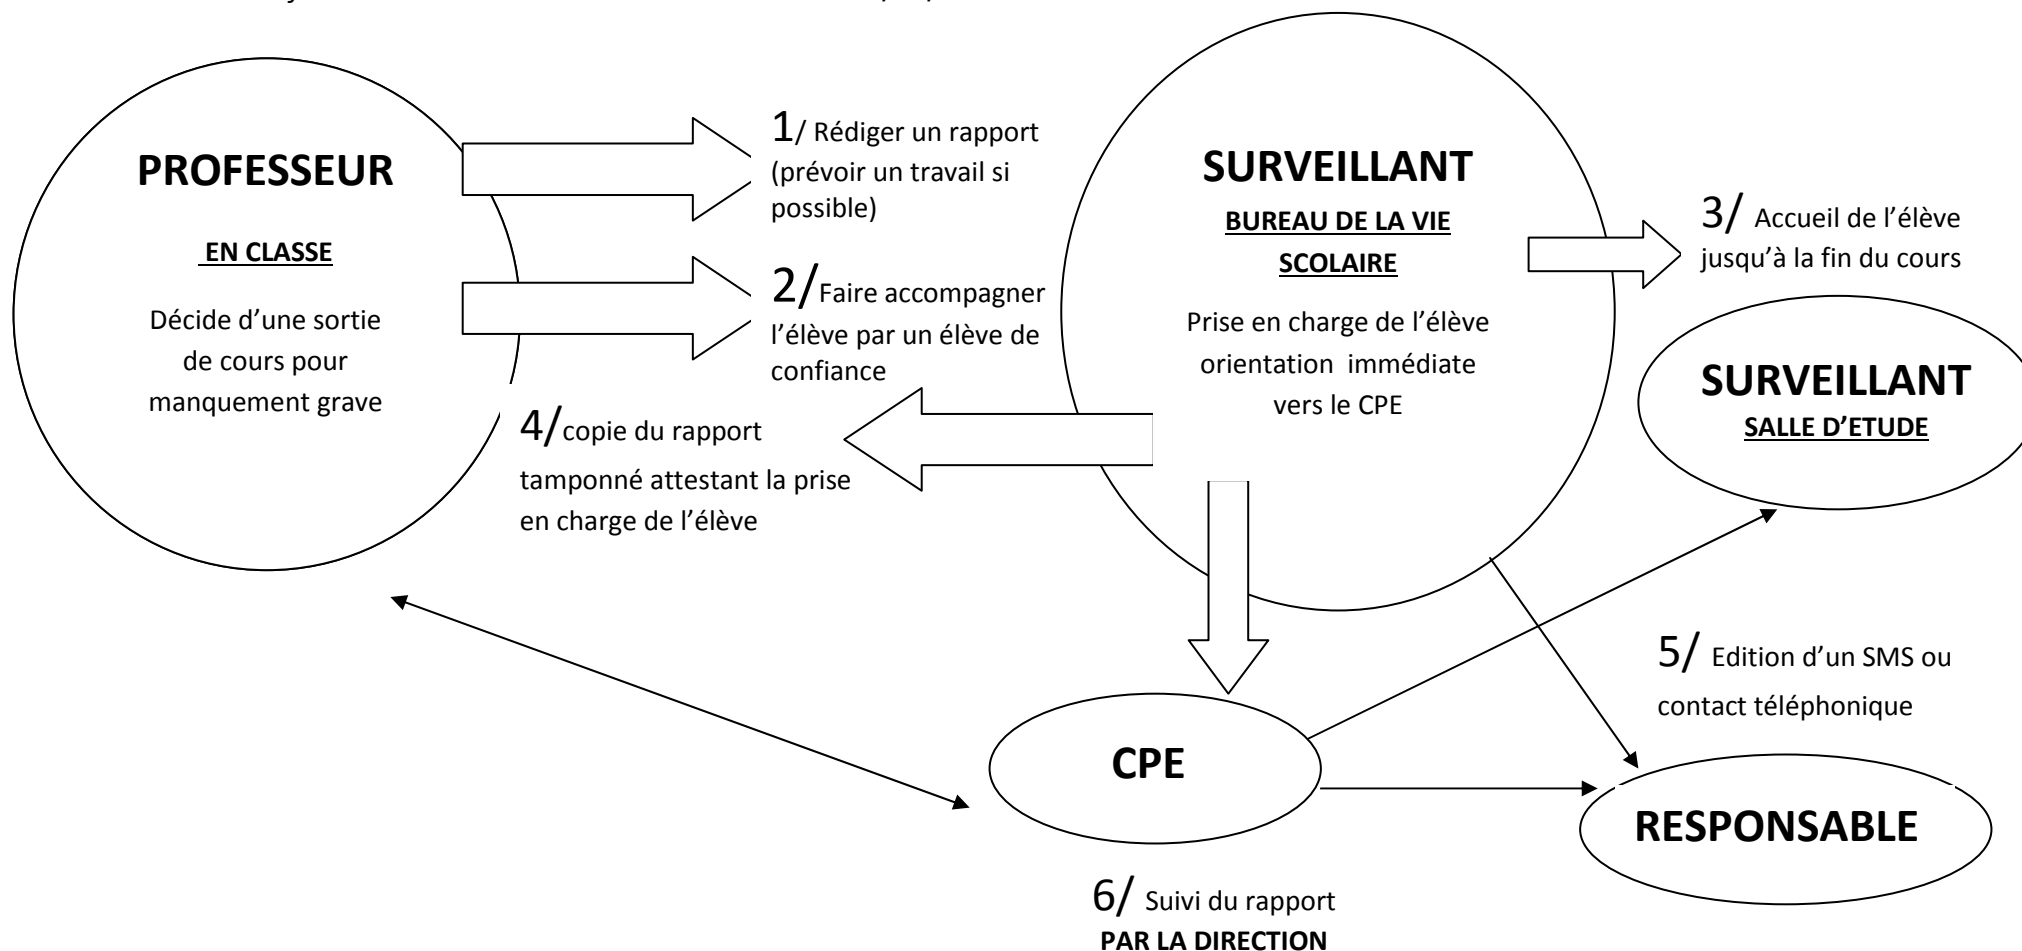 PROFESSEUR
EN CLASSE
Décide d’une sortie
de cours pour
manquement grave
1/ Rédiger un rapport
(prévoir un travail si
possible)
2/Faire accompagner
l’élève par un élève de
confiance
4/copie du rapport
tamponné attestant la prise
en charge de l’élève
SURVEILLANT
BUREAU DE LA VIE
SCOLAIRE
Prise en charge de l’élève
orientation immédiate
vers le CPE
3/ Accueil de l’élève
jusqu’à la fin du cours
SURVEILLANT
SALLE D’ETUDE
5/ Edition d’un SMS ou
contact téléphonique
CPE
RESPONSABLE
6/ Suivi du rapport
PAR LA DIRECTION